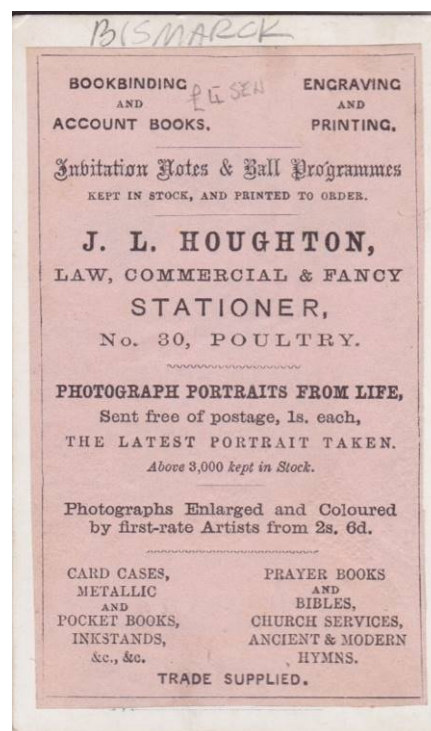 BISMARCK
BOOKBINDING
AND
ACCOUNT BOOKS.
ENGRAVING
AND
PRINTING.
£4 SEN
Invitation Notes & Ball Programmes
KEPT IN STOCK, AND PRINTED TO ORDER.
J. L. HOUGHTON,
LAW, COMMERCIAL & FANCY
STATIONER,
No. 30, POULTRY.
PHOTOGRAPH PORTRAITS FROM LIFE,
Sent free of postage, 1s. each,
THE LATEST PORTRAIT TAKEN.
Above 3,000 kept in Stock.
Photographs Enlarged and Coloured
by first-rate Artists from 2s. 6d.
CARD CASES,
METALLIC
AND
POCKET BOOKS,
INKSTANDS,
&c., &c.
PRAYER BOOKS
AND
BIBLES,
CHURCH SERVICES,
ANCIENT & MODERN
HYMNS.
TRADE SUPPLIED.